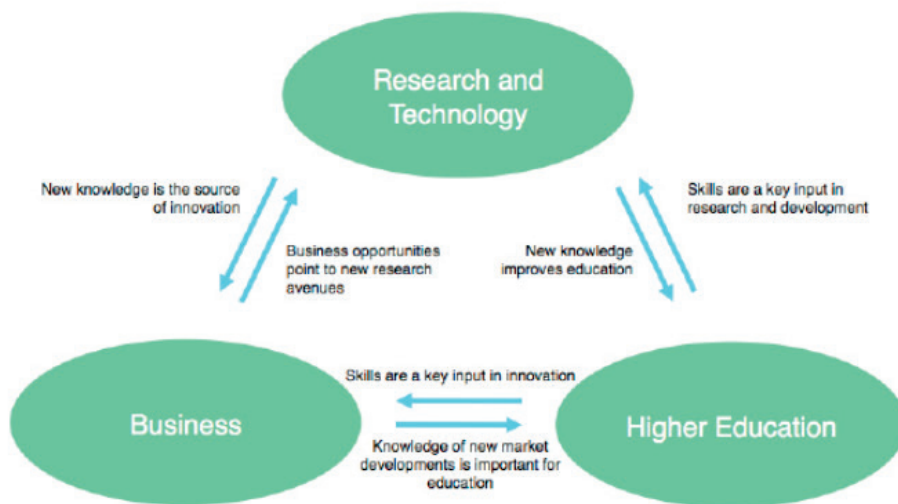 Research and
Technology
New knowledge is the source
of innovation
Skills are a key input in
research and development
Business opportunities
point to new research
avenues
New knowledge
improves education
Skills are a key input in innovation
Business
Higher Education
Knowledge of new market
developments is important for
education